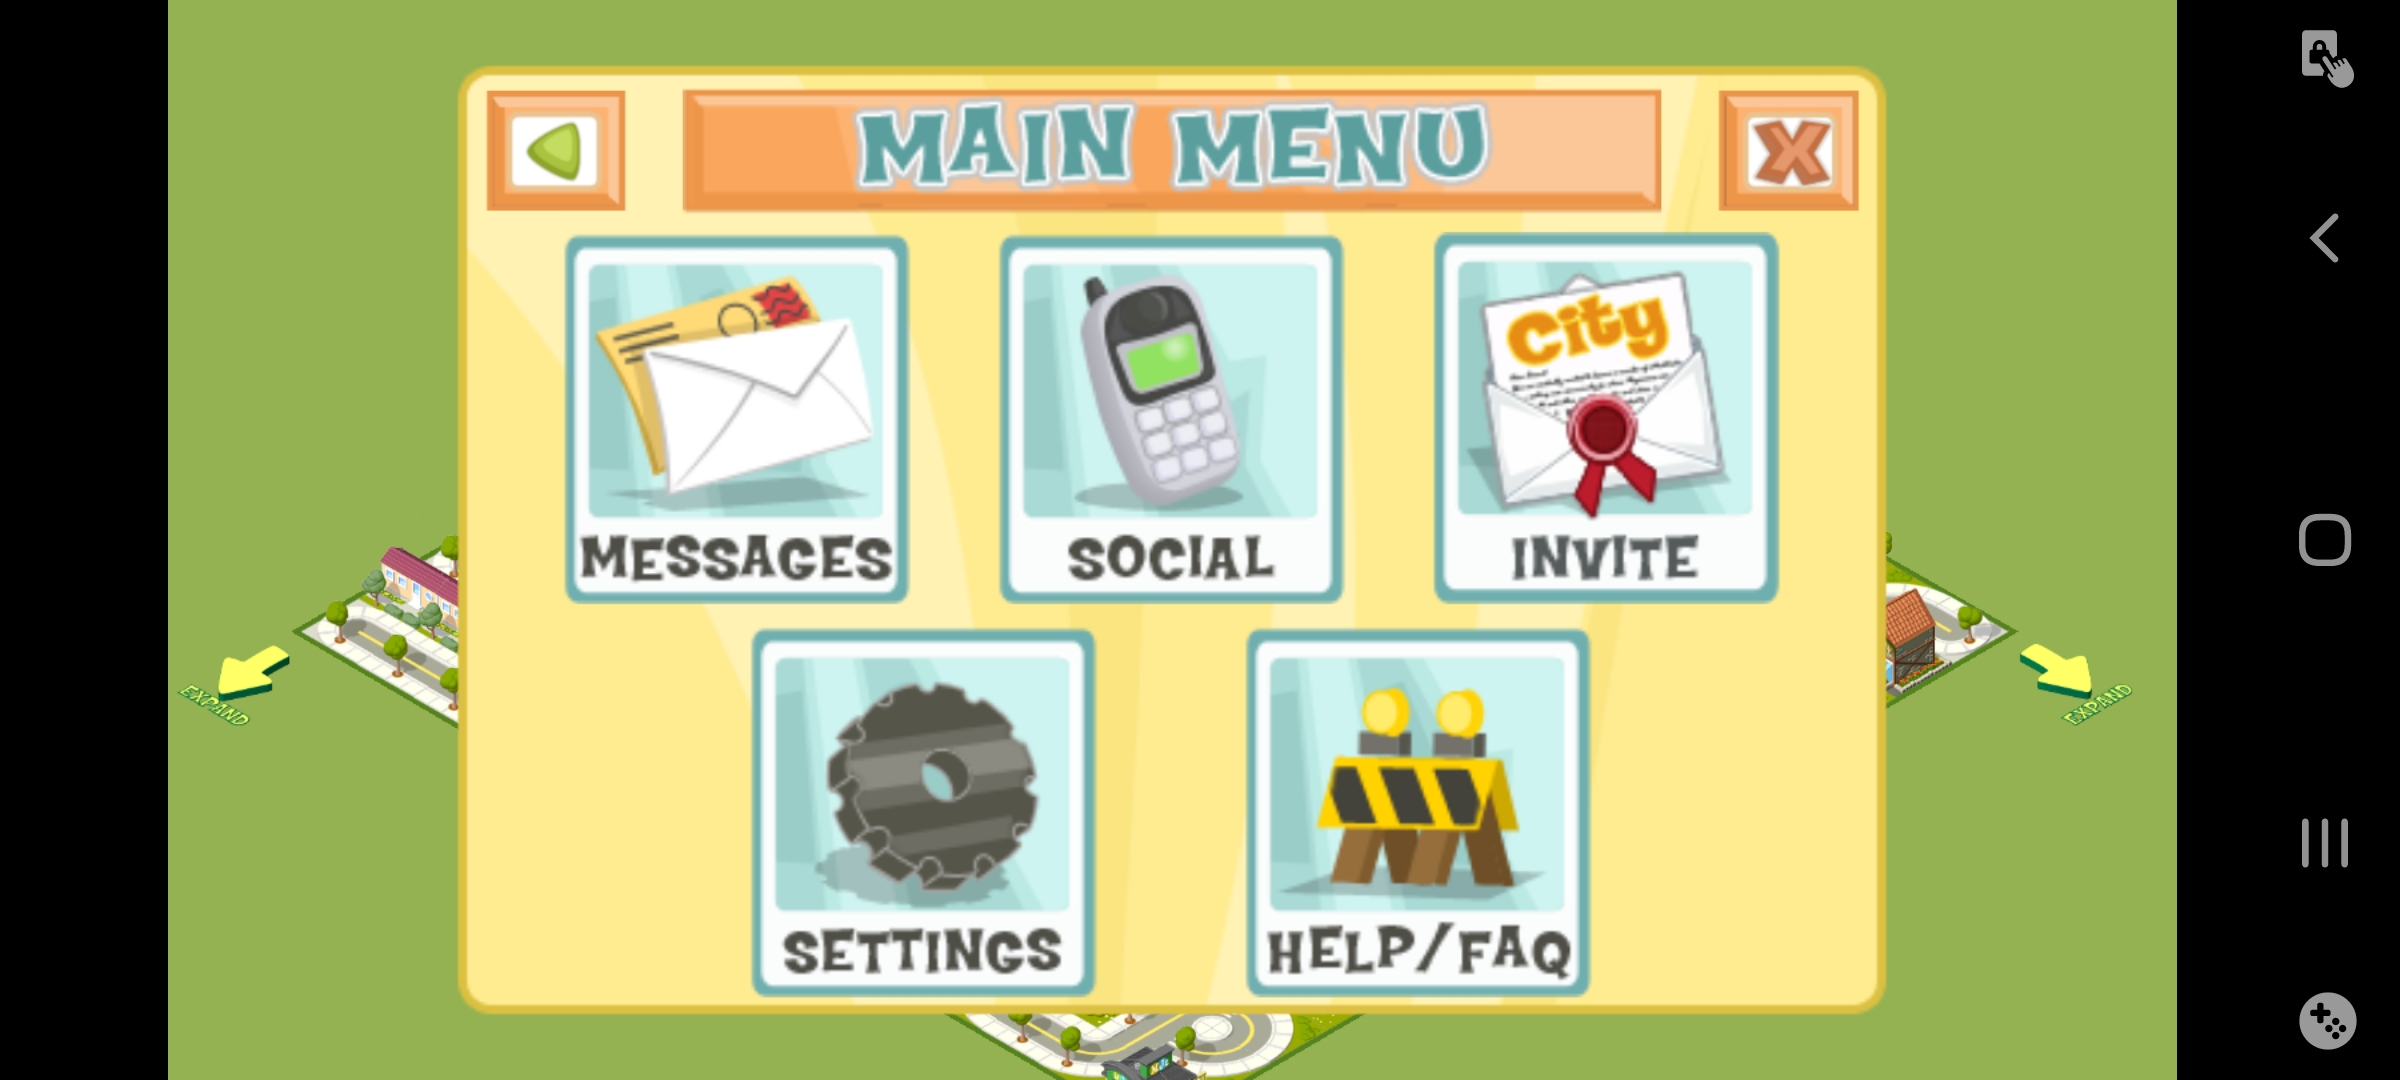 MAIN MENU
City
MESSAGES
SOCIAL
INVITE
EXPAND
EXPAND
SETTINGS
HELP/FAQ